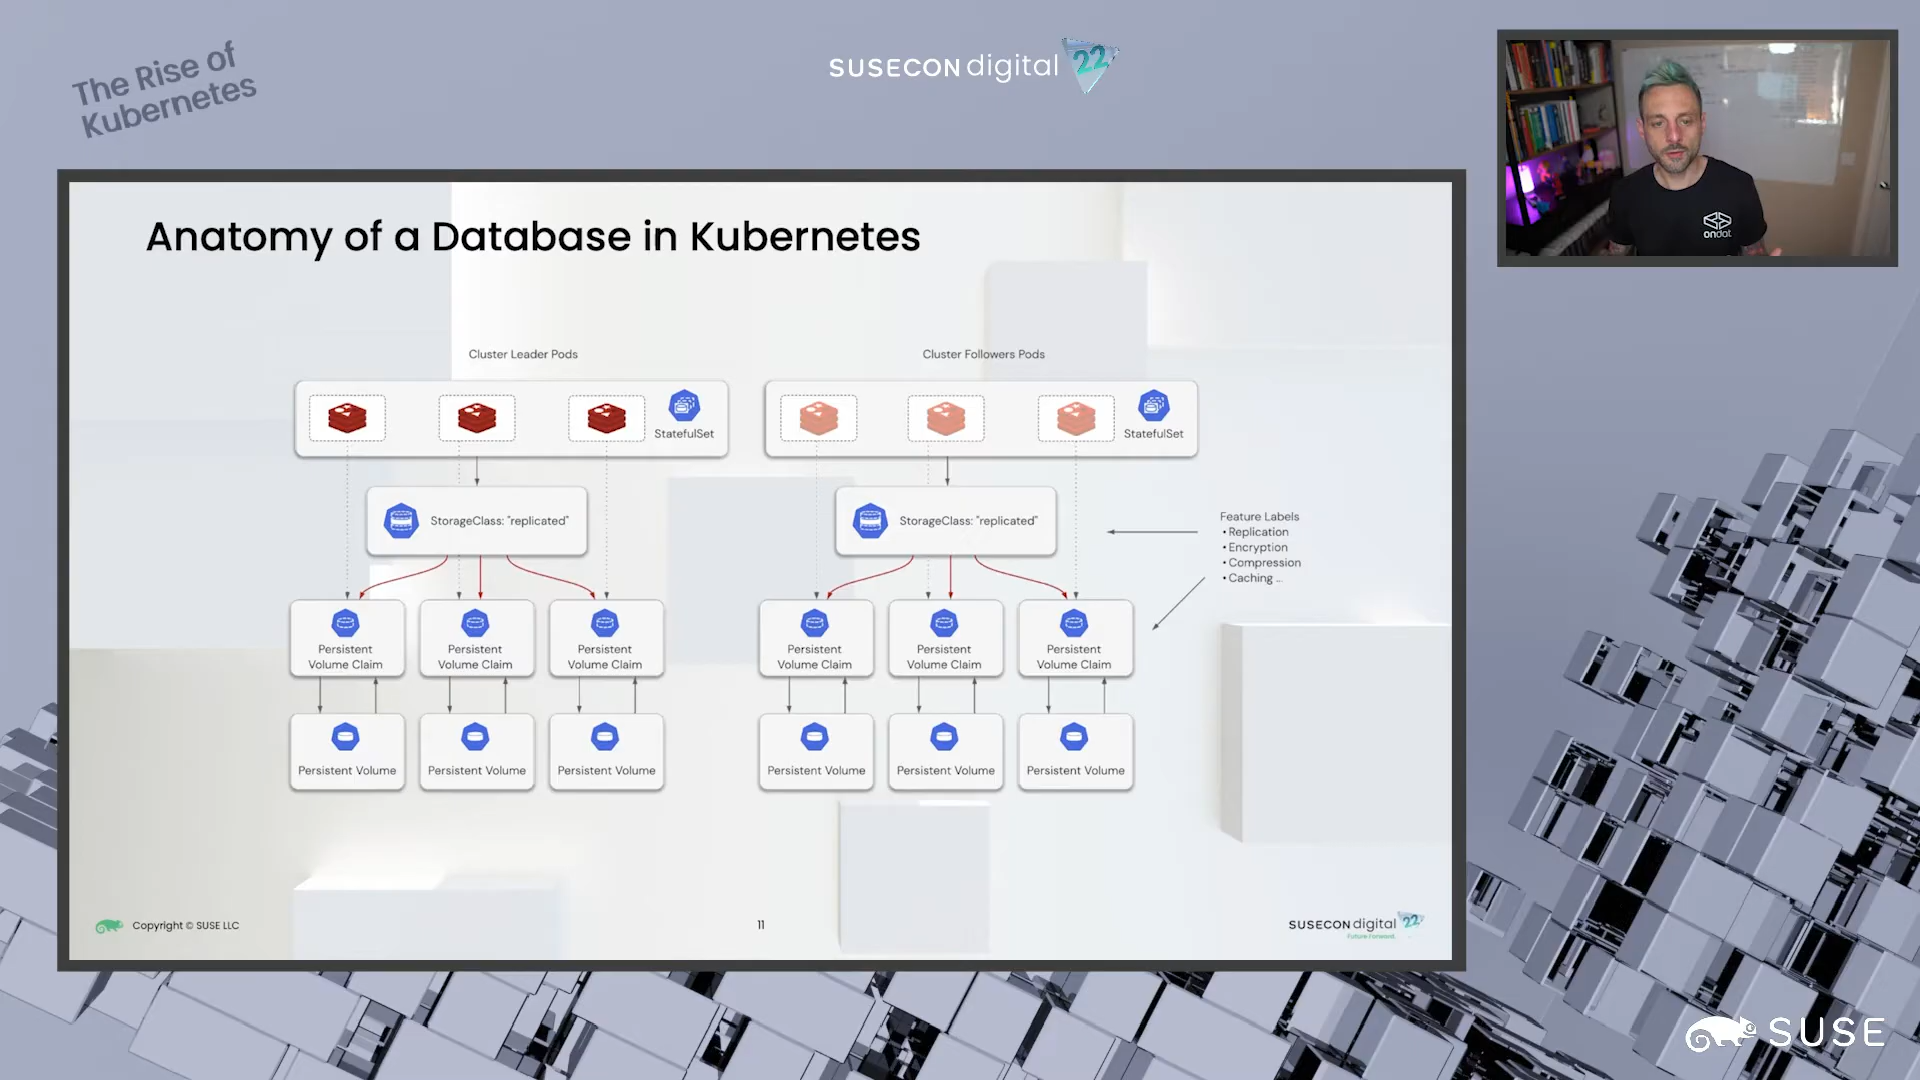 The Rise of
Kubernetes
SUSECON digital 22
ondat
Anatomy of a Database in Kubernetes
Cluster Leader Pods
Cluster Followers Pods
StatefulSet
StatefulSet
StorageClass: "replicated"
StorageClass: "replicated"
Feature Labels
• Replication
• Encryption
• Compression
• Caching ...
Persistent
Volume Claim
Persistent
Volume Claim
Persistent
Volume Claim
Persistent
Volume Claim
Persistent
Volume Claim
Persistent
Volume Claim
Persistent Volume
Persistent Volume
Persistent Volume
Persistent Volume
Persistent Volume
Persistent Volume
Copyright © SUSE LLC
11
SUSECON digital 22
Future Forward.
SUSE